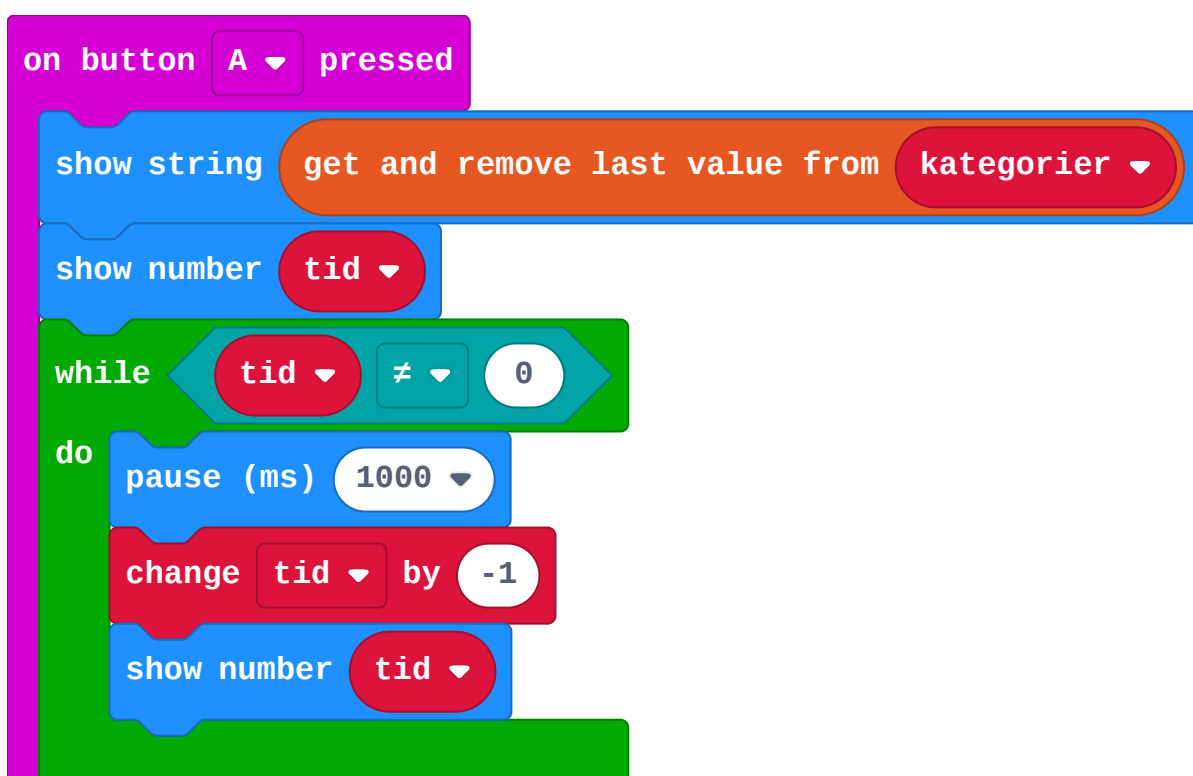 on button A pressed
show string get and remove last value from kategorier
show number tid
while tid ≠ 0
do
pause (ms) 1000
change tid by -1
show number tid